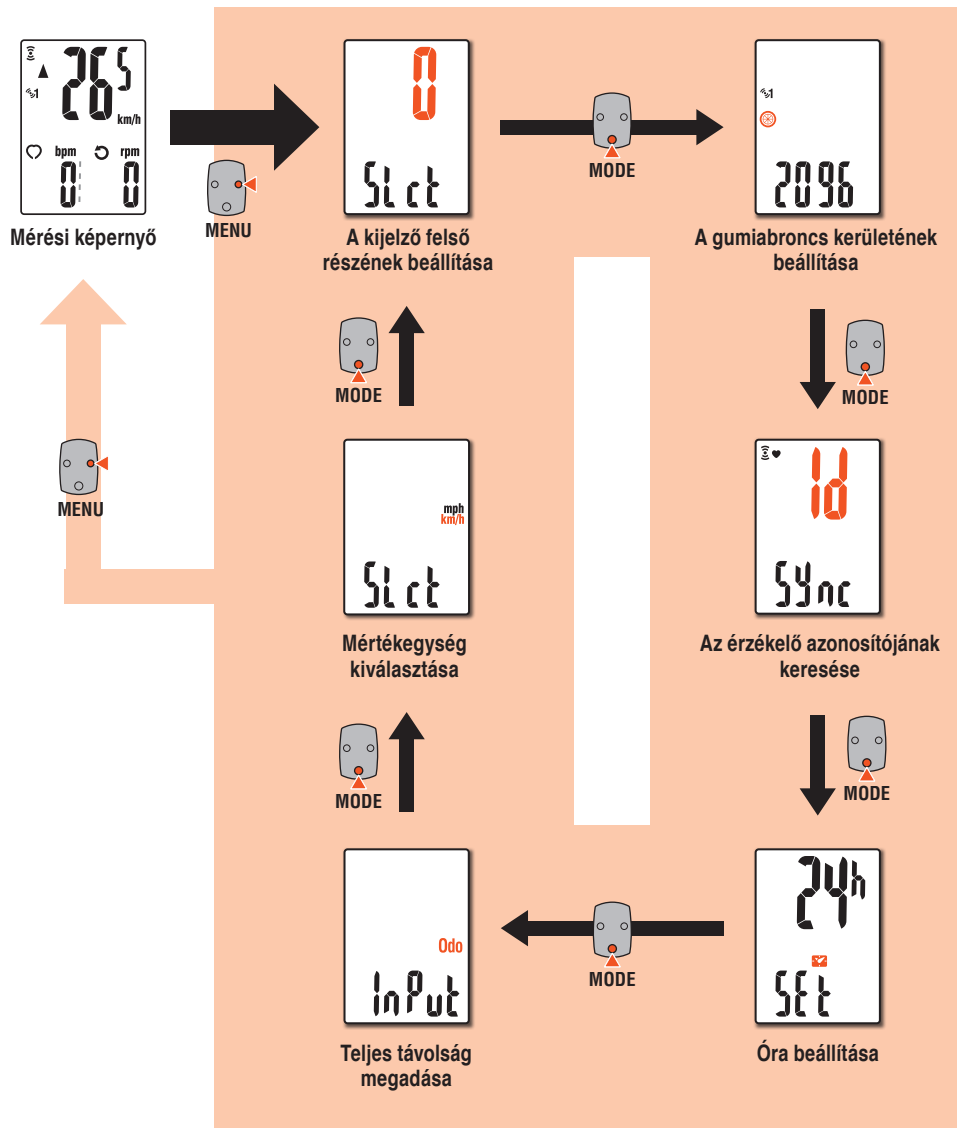 26 5
km/h
1
bpm rpm
0 0
Mérési képernyő
MENU
0
Slct
A kijelző felső
részének beállítása
MODE
1
2096
A gumiabroncs kerületének
beállítása
MODE
Id
SYnc
Az érzékelő azonosítójának
keresése
MODE
24h
SEt
Óra beállítása
MODE
Odo
InPut
Teljes távolság
megadása
MODE
mph
km/h
Slct
Mértékegység
kiválasztása
MODE
MENU